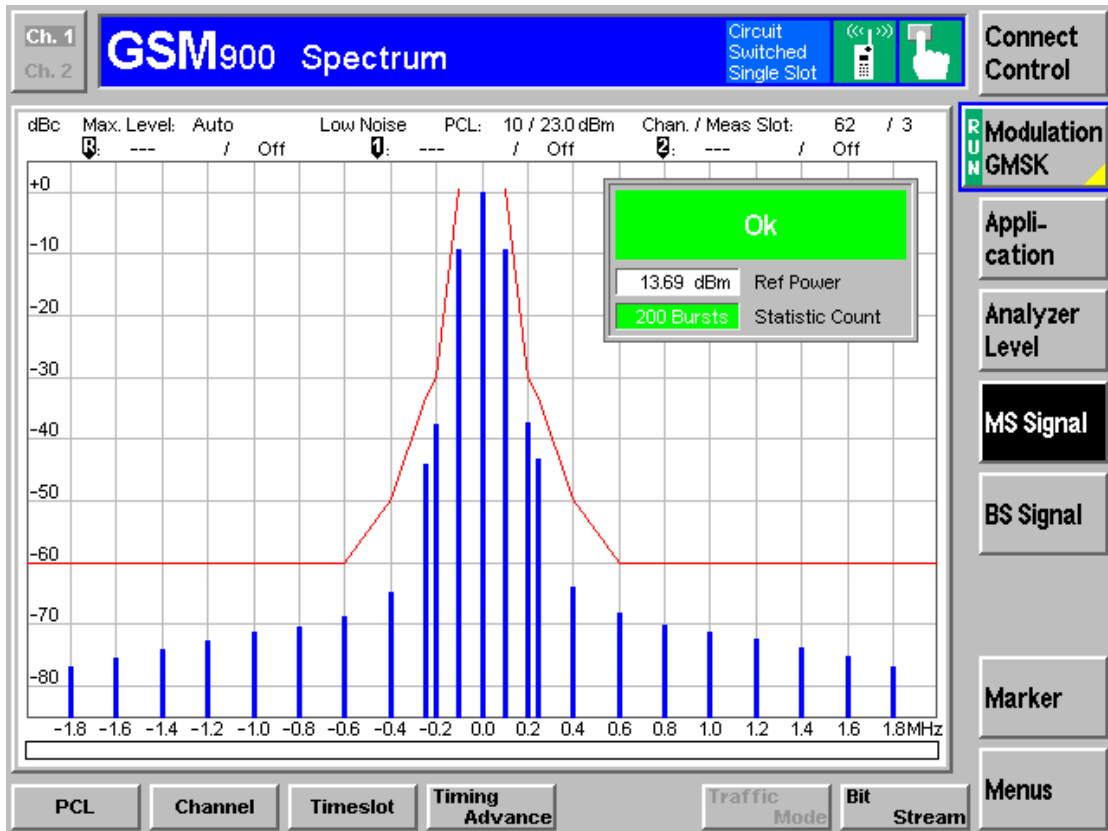 Ch. 1
Ch. 2
GSM900 Spectrum
Circuit
Switched
Single Slot
Connect
Control
dBc Max. Level: Auto Low Noise PCL: 10 / 23.0 dBm Chan. / Meas Slot: 62 / 3
R: --- / Off 1: --- / Off 2: --- / Off
RUN
Modulation
GMSK
+0
-10
-20
-30
-40
-50
-60
-70
-80
Ok
13.69 dBm Ref Power
200 Bursts Statistic Count
-1.8 -1.6 -1.4 -1.2 -1.0 -0.8 -0.6 -0.4 -0.2 0.0 0.2 0.4 0.6 0.8 1.0 1.2 1.4 1.6 1.8MHz
Appli-
cation
Analyzer
Level
MS Signal
BS Signal
Marker
Menus
PCL
Channel
Timeslot
Timing
Advance
Traffic
Mode
Bit
Stream